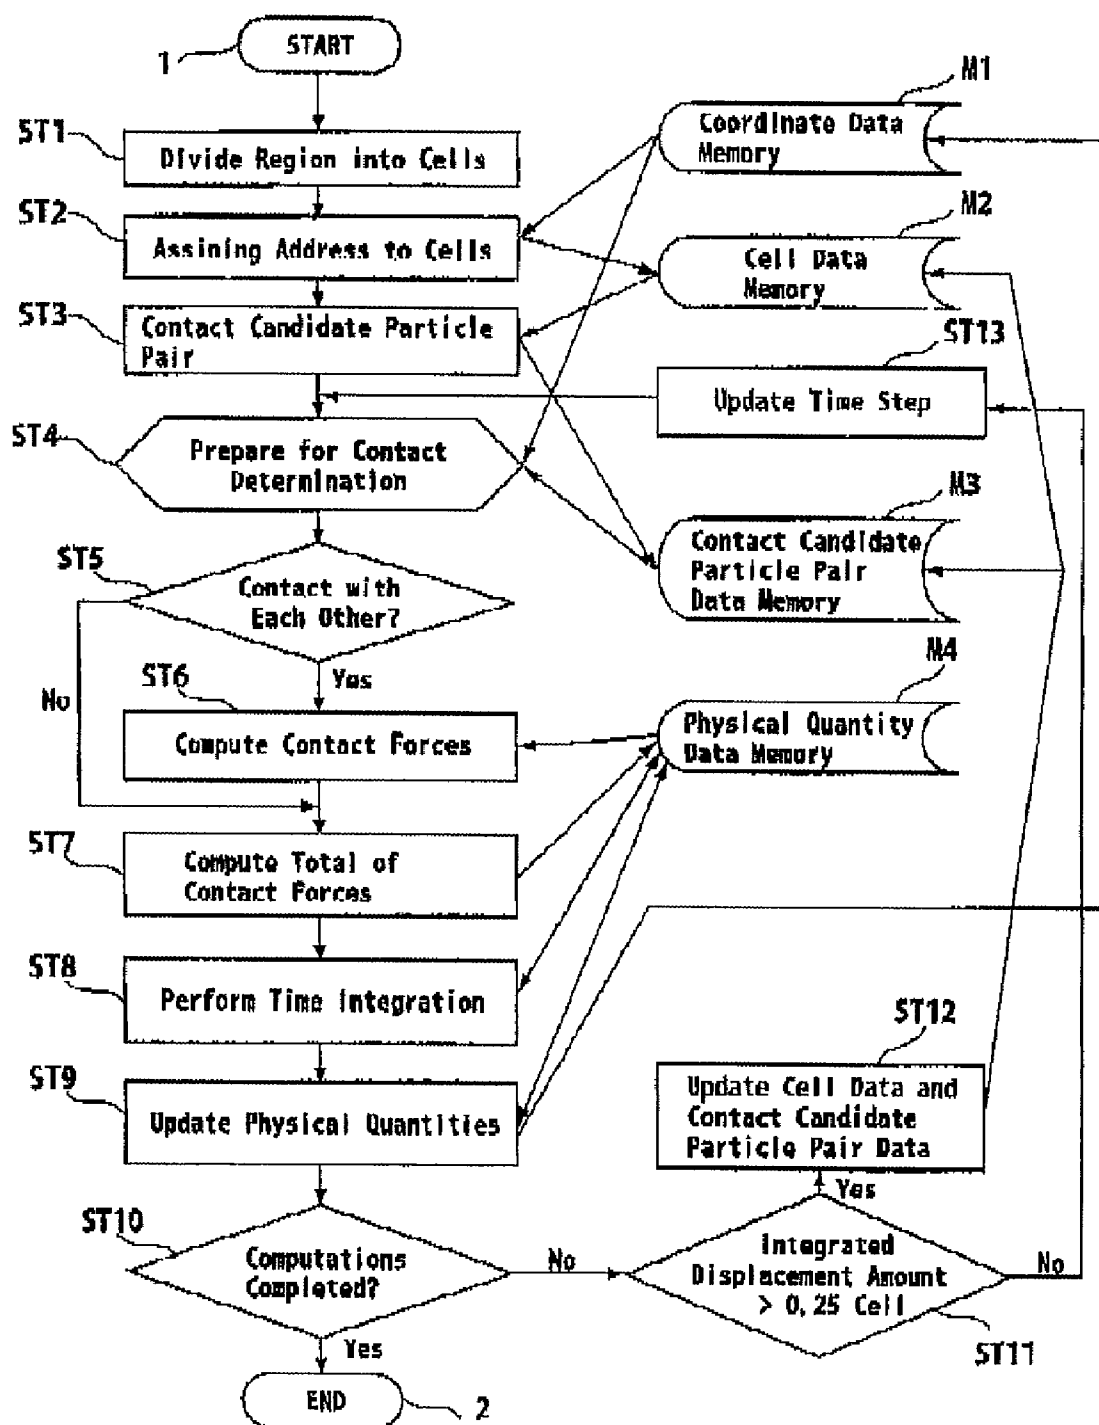 START
1
ST1
Divide Region into Cells
ST2
Assining Address to Cells
ST3
Contact Candidate Particle
Pair
ST4
Prepare for Contact
Determination
ST5
Contact with
Each Other?
No
Yes
ST6
Compute Contact Forces
ST7
Compute Total of
Contact Forces
ST8
Perform Time Integration
ST9
Update Physical Quantities
ST10
Computations
Completed?
No
Yes
END
2
M1
Coordinate Data
Memory
M2
Cell Data
Memory
ST13
Update Time Step
M3
Contact Candidate
Particle Pair
Data Memory
M4
Physical Quantity
Data Memory
ST12
Update Cell Data and
Contact Candidate
Particle Pair Data
Yes
Integrated
Displacement Amount
> 0,25 Cell
No
ST11